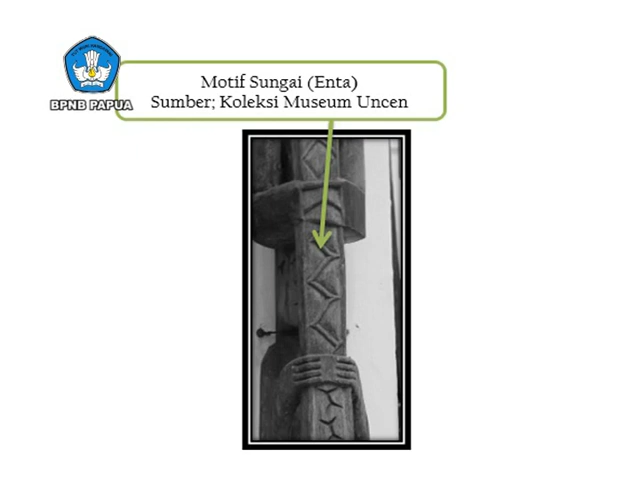 Motif Sungai (Enta)
Sumber; Koleksi Museum Uncen
BPNB PAPUA